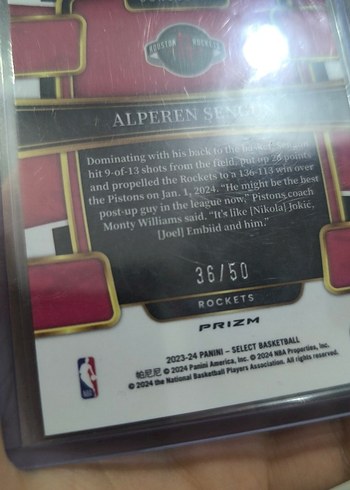 HOUSTON ROCKETS
ALPEREN SENGUN
Dominating with his back to the
hit 9-of-13 shots from the field, put up 26 points
and propelled the Rockets to a 136-113 win over
the Pistons on Jan. 1, 2024. "He might be the best
post-up guy in the league now," Pistons coach
Monty Williams said. "It's like [Nikola] Jokić,
[Joel] Embiid and him."
36/50
ROCKETS
PRIZM
2023-24 PANINI – SELECT BASKETBALL
帕尼尼 © 2024 Panini America, Inc. © 2024 NBA Properties, Inc.
© 2024 the National Basketball Players Association. All rights reserved.